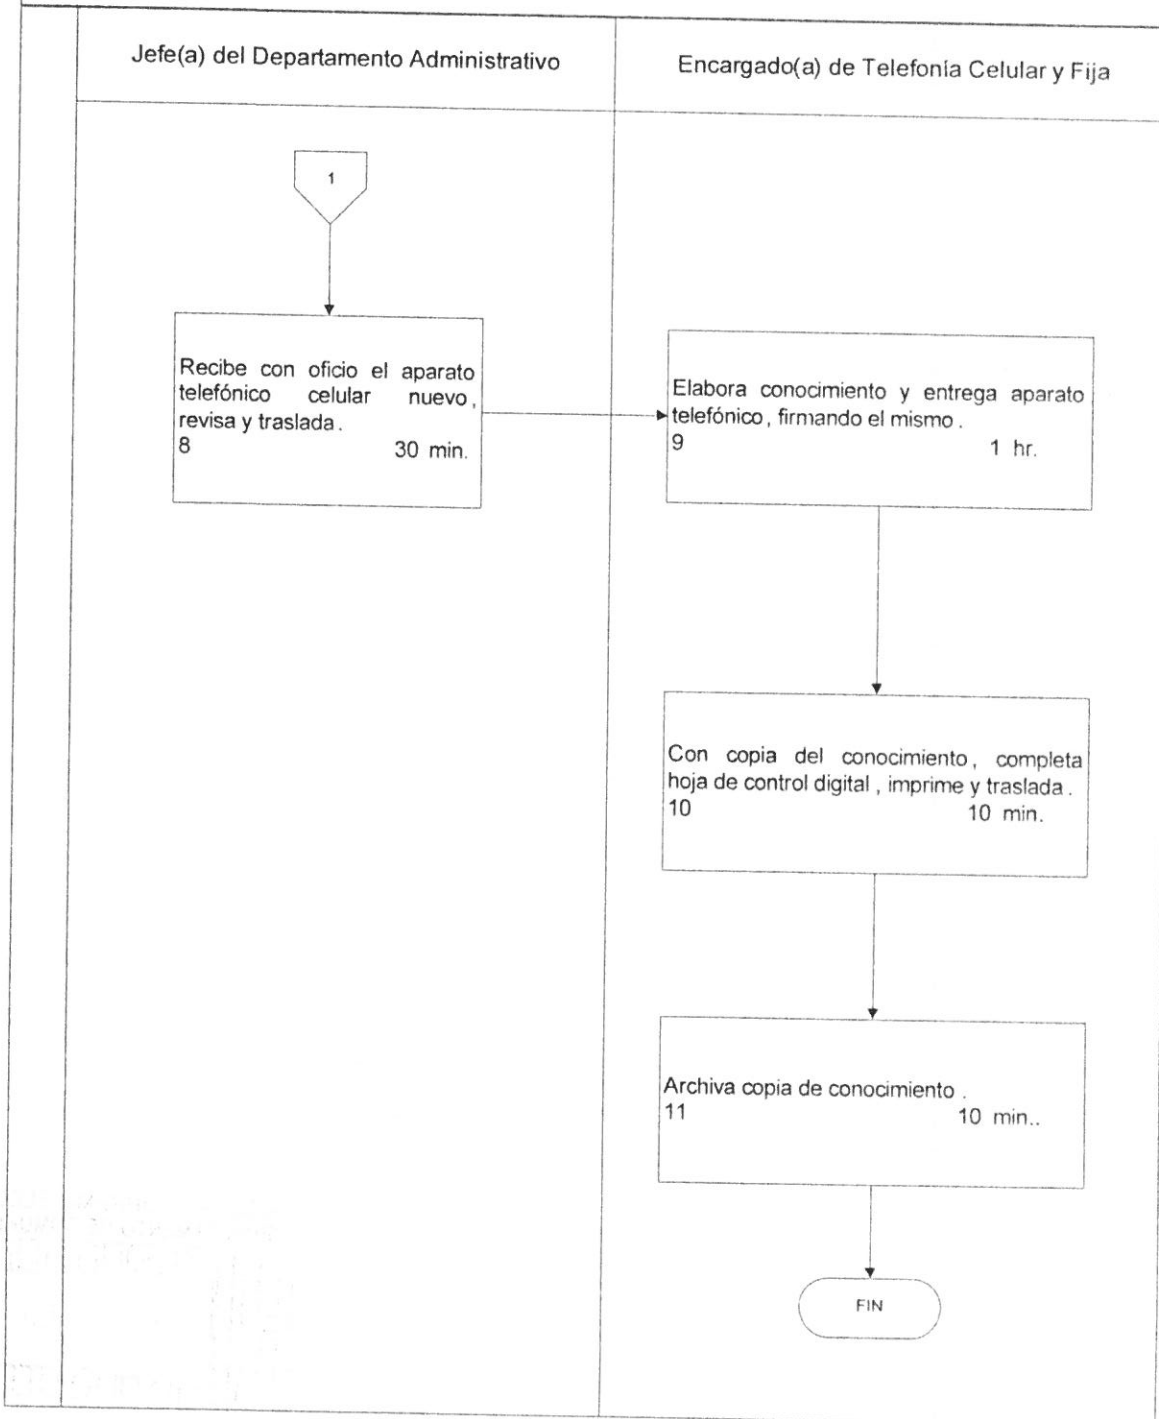 Jefe(a) del Departamento Administrativo
Encargado(a) de Telefonía Celular y Fija
1
Recibe con oficio el aparato
telefónico celular nuevo,
revisa y traslada.
8 30 min.
Elabora conocimiento y entrega aparato
telefónico, firmando el mismo.
9 1 hr.
Con copia del conocimiento, completa
hoja de control digital, imprime y traslada.
10 10 min.
Archiva copia de conocimiento.
11 10 min..
FIN